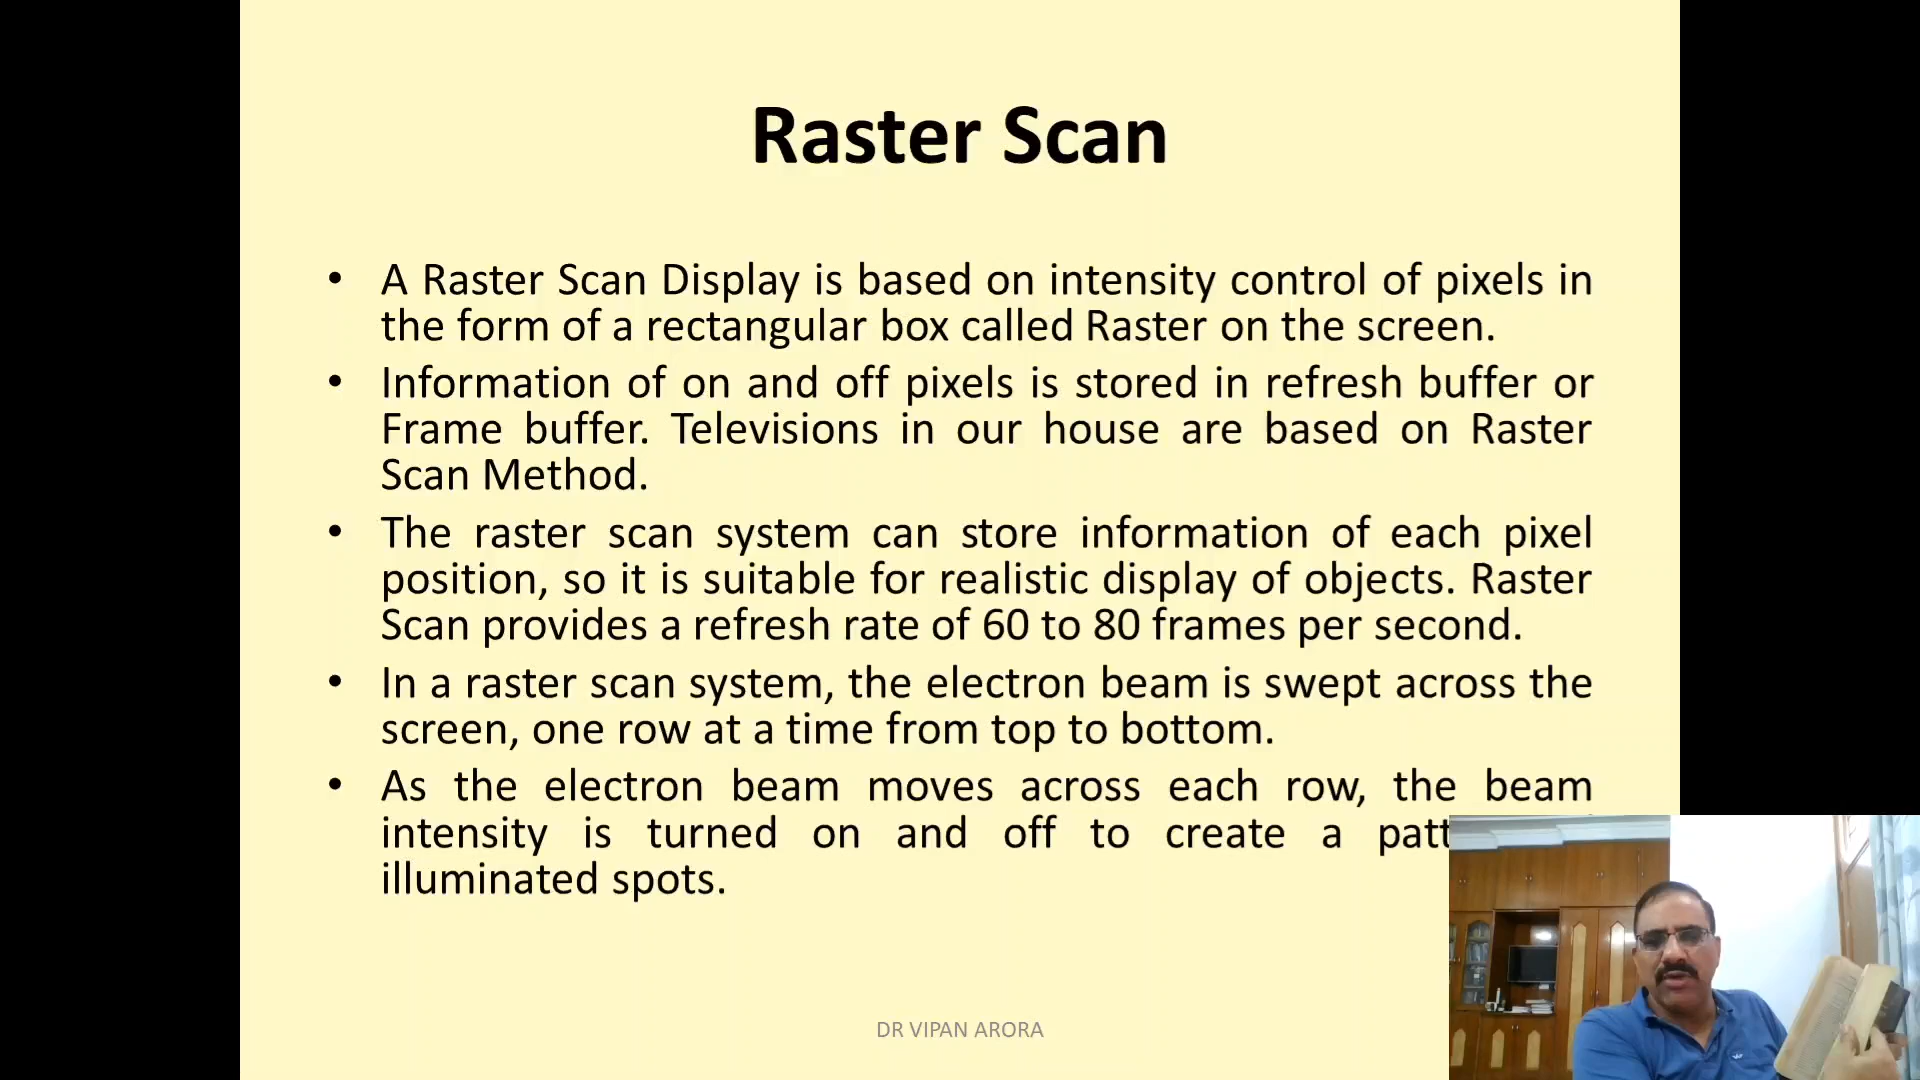 Raster Scan
• A Raster Scan Display is based on intensity control of pixels in
the form of a rectangular box called Raster on the screen.
• Information of on and off pixels is stored in refresh buffer or
Frame buffer. Televisions in our house are based on Raster
Scan Method.
• The raster scan system can store information of each pixel
position, so it is suitable for realistic display of objects. Raster
Scan provides a refresh rate of 60 to 80 frames per second.
• In a raster scan system, the electron beam is swept across the
screen, one row at a time from top to bottom.
• As the electron beam moves across each row, the beam
intensity is turned on and off to create a
illuminated spots.
DR VIPAN ARORA